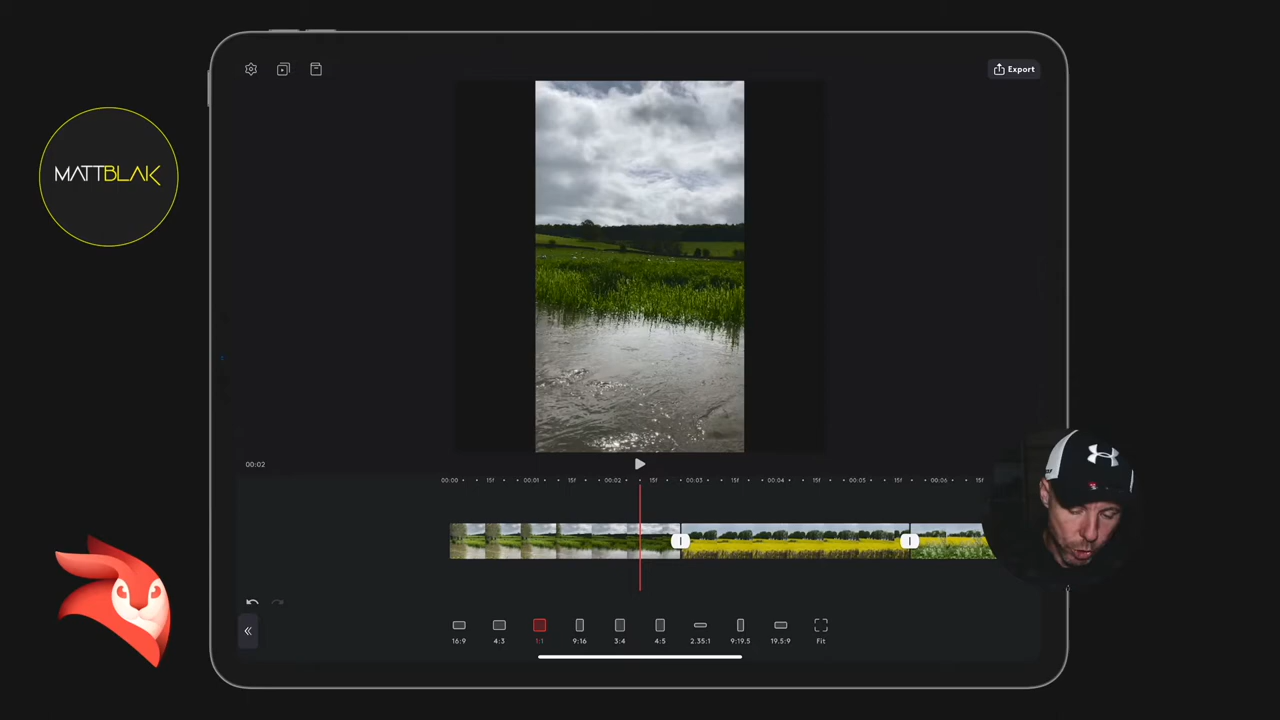 Export
MATTBLAK
00:02
00:00 15f 00:01 15f 00:02 15f 00:03 15f 00:04 15f 00:05 15f 00:06 15f
16:9 4:3 1:1 9:16 3:4 4:5 2.35:1 9:19.5 19.5:9 Fit